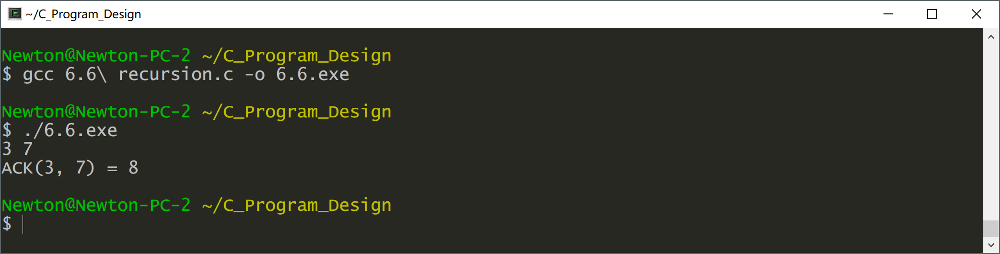 ~/C_Program_Design
Newton@Newton-PC-2 ~/C_Program_Design
$ gcc 6.6\ recursion.c -o 6.6.exe
Newton@Newton-PC-2 ~/C_Program_Design
$ ./6.6.exe
3 7
ACK(3, 7) = 8
Newton@Newton-PC-2 ~/C_Program_Design
$